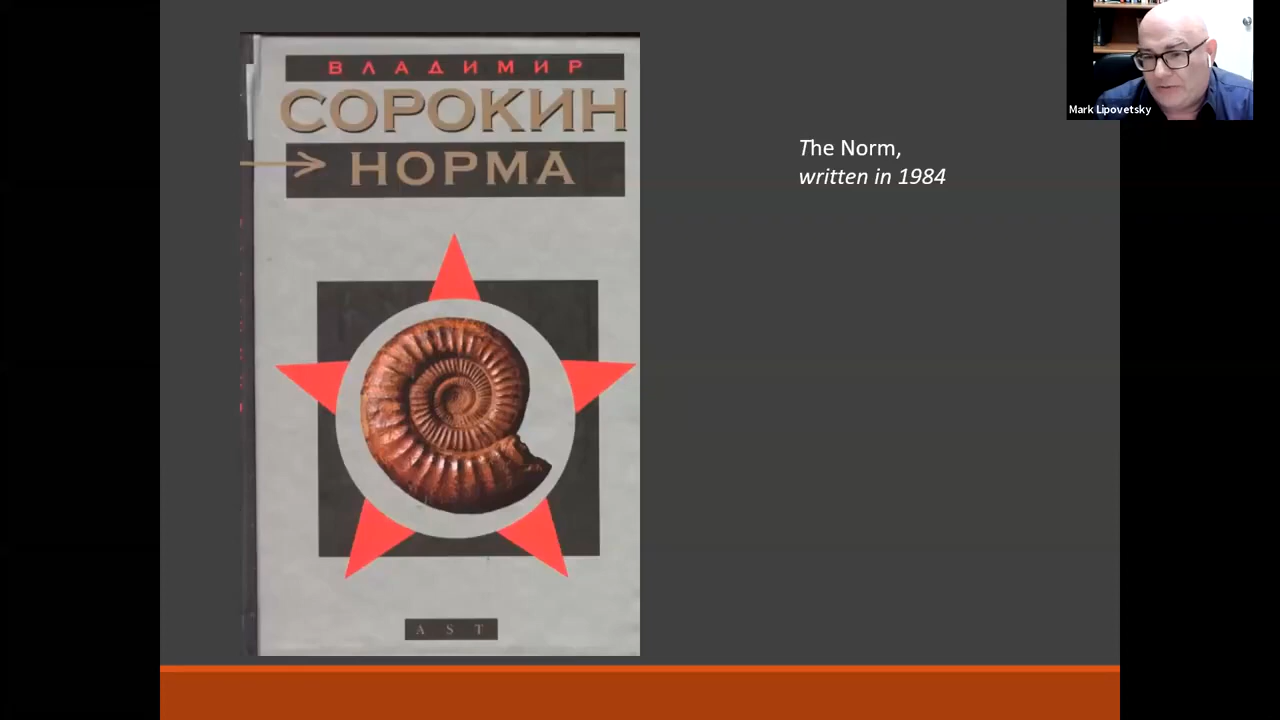 ВЛАДИМИР
СОРОКИН
НОРМА
AST
The Norm,
written in 1984
Mark Lipovetsky